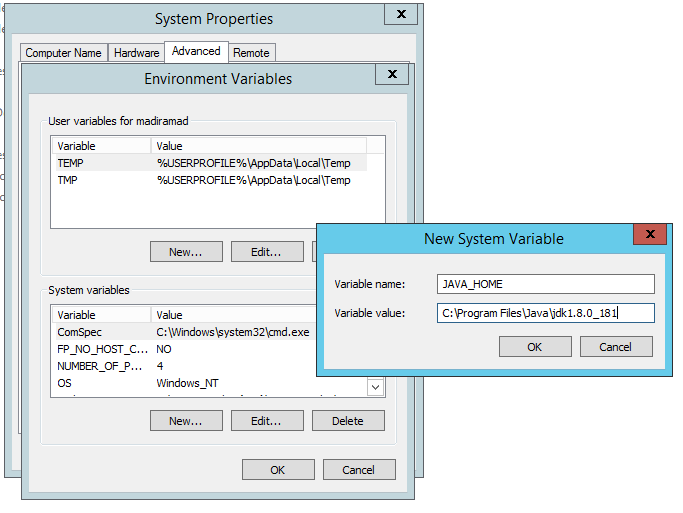 System Properties
Computer Name Hardware Advanced Remote
Environment Variables
User variables for madiramad
Variable Value
TEMP %USERPROFILE%\AppData\Local\Temp
TMP %USERPROFILE%\AppData\Local\Temp
New... Edit...
System variables
Variable Value
ComSpec C:\Windows\system32\cmd.exe
FP_NO_HOST_C... NO
NUMBER_OF_P... 4
OS Windows_NT
New... Edit... Delete
OK Cancel
New System Variable
Variable name: JAVA_HOME
Variable value: C:\Program Files\Java\jdk1.8.0_181
OK Cancel